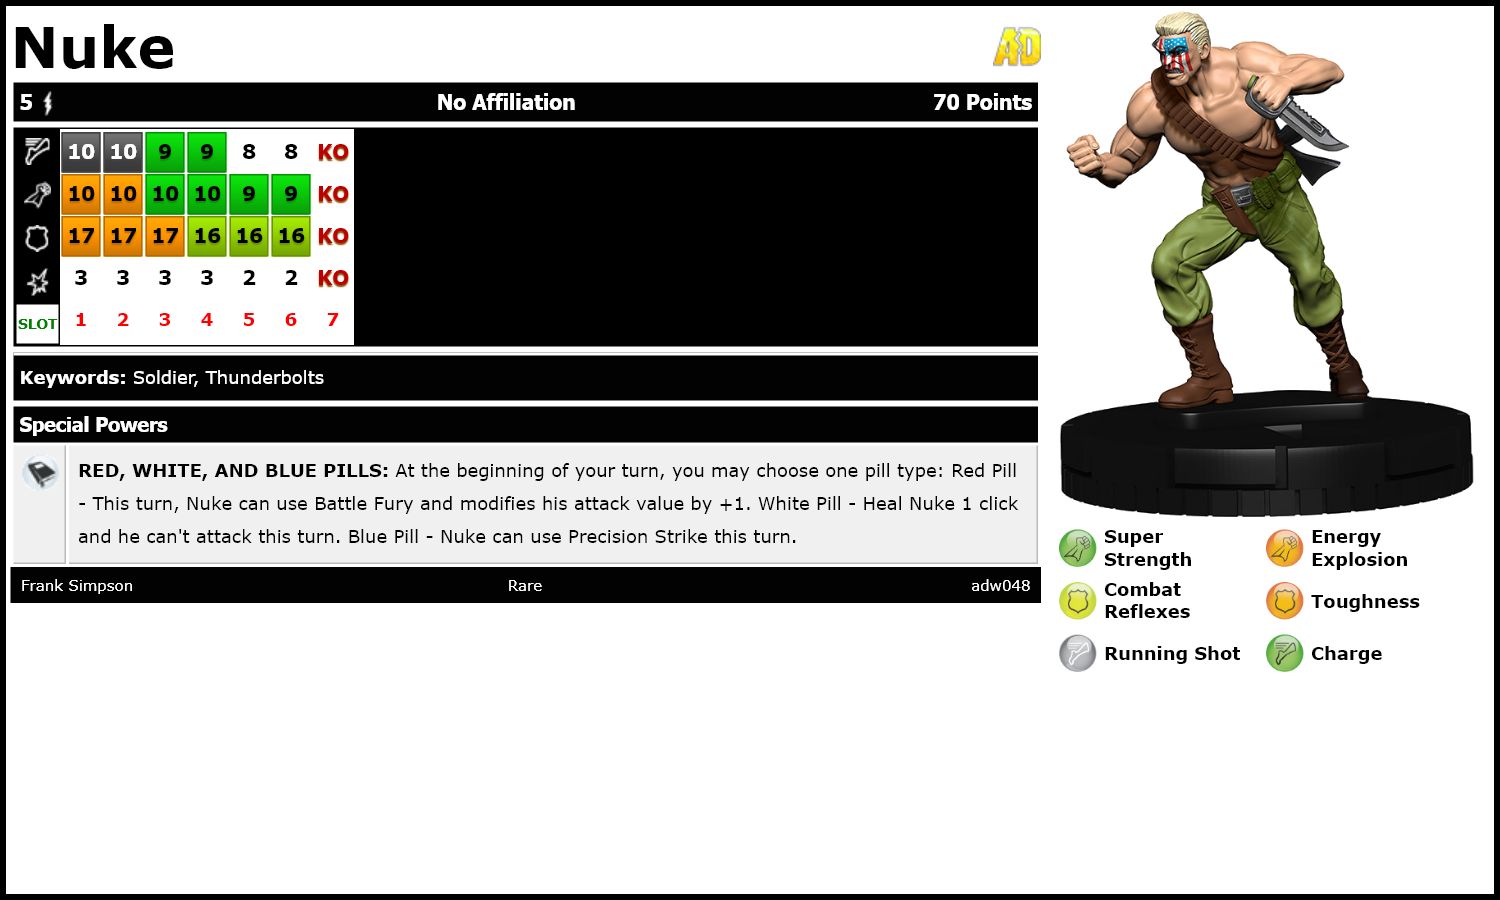 Nuke
AD
5 No Affiliation 70 Points
10 10 9 9 8 8 KO
10 10 10 10 9 9 KO
17 17 17 16 16 16 KO
3 3 3 3 2 2 KO
SLOT 1 2 3 4 5 6 7
Keywords: Soldier, Thunderbolts
Special Powers
RED, WHITE, AND BLUE PILLS: At the beginning of your turn, you may choose one pill type: Red Pill
- This turn, Nuke can use Battle Fury and modifies his attack value by +1. White Pill - Heal Nuke 1 click
and he can't attack this turn. Blue Pill - Nuke can use Precision Strike this turn.
Frank Simpson Rare adw048
Super
Strength
Energy
Explosion
Combat
Reflexes
Toughness
Running Shot
Charge